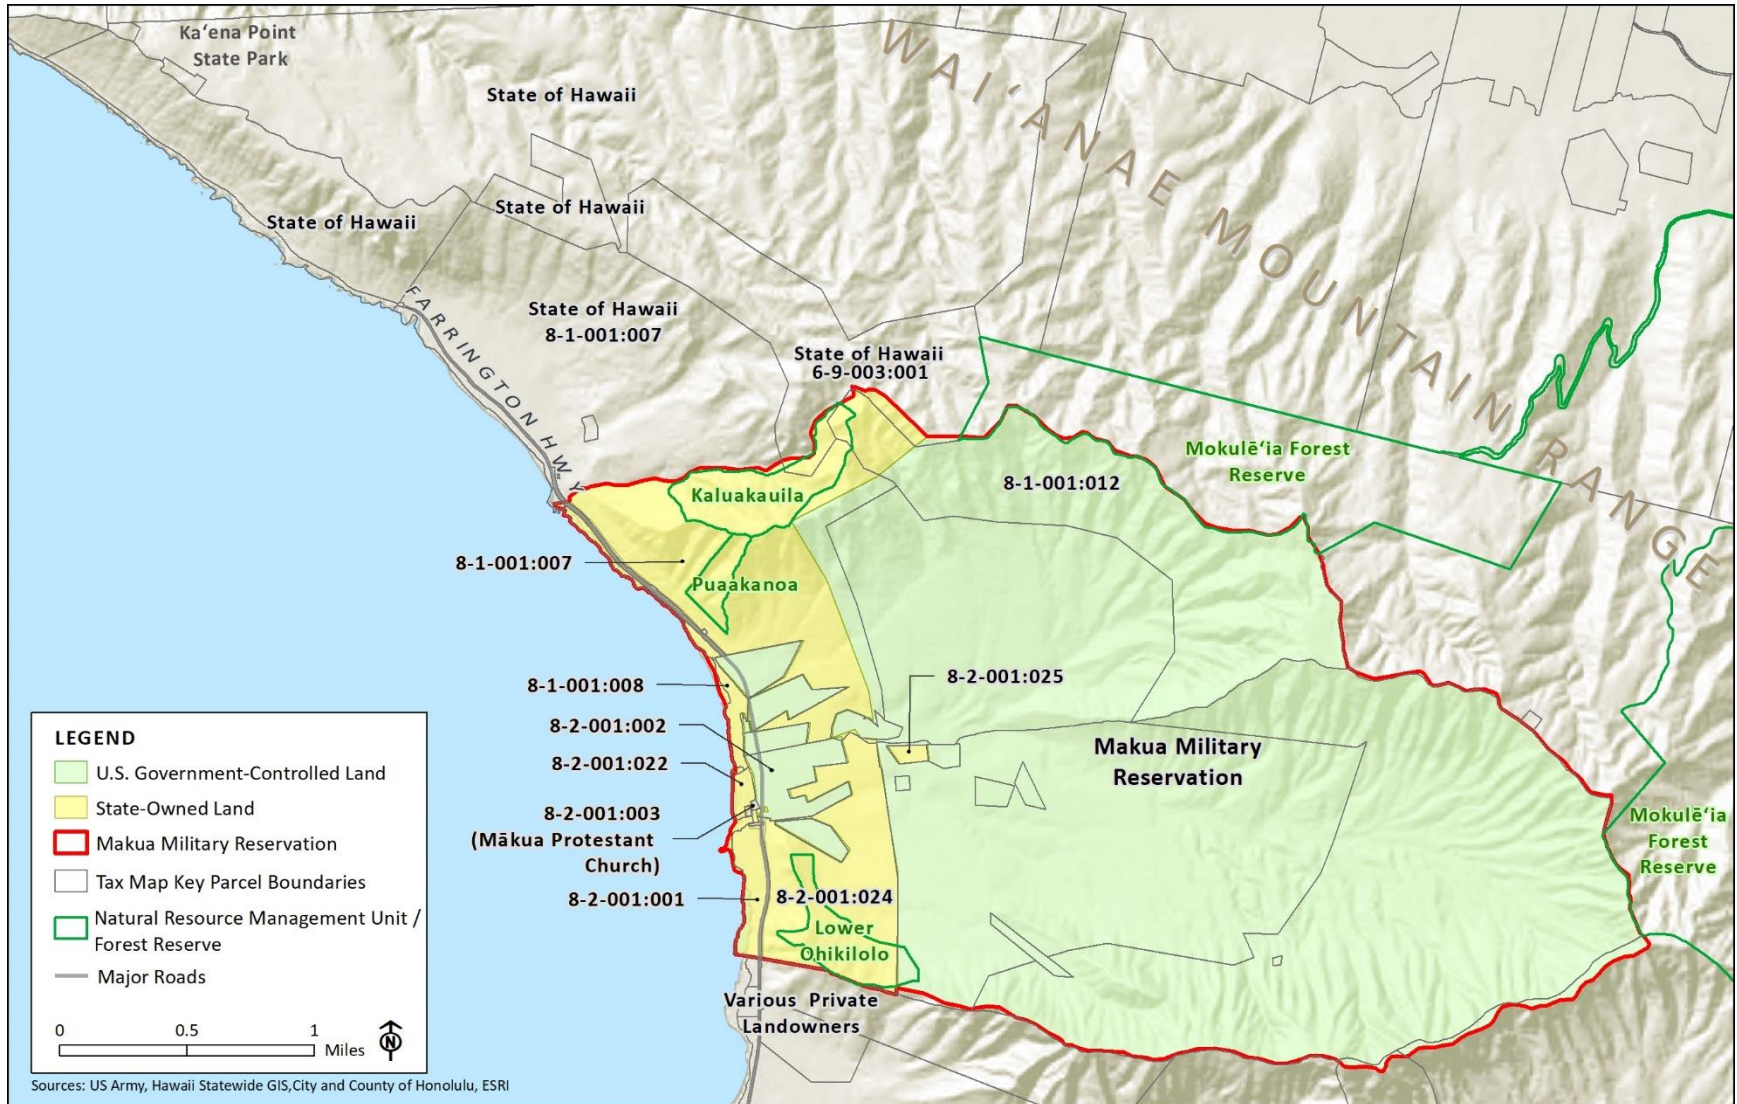 Ka‘ena Point
State Park
State of Hawaii
State of Hawaii
State of Hawaii
WAI‘ANAE MOUNTAIN RANGE
FARRINGTON HWY
State of Hawaii
8-1-001:007
State of Hawaii
6-9-003:001
Mokulē‘ia Forest
Reserve
8-1-001:012
Kaluakauila
8-1-001:007
Puaakanoa
8-1-001:008
8-2-001:025
8-2-001:002
Makua Military
Reservation
8-2-001:022
8-2-001:003
(Mākua Protestant
Church)
Mokulē‘ia
Forest
Reserve
8-2-001:001
8-2-001:024
Lower
Ohikilolo
Various Private
Landowners
LEGEND
U.S. Government-Controlled Land
State-Owned Land
Makua Military Reservation
Tax Map Key Parcel Boundaries
Natural Resource Management Unit /
Forest Reserve
Major Roads
0 0.5 1
Miles
N
Sources: US Army, Hawaii Statewide GIS,City and County of Honolulu, ESRI